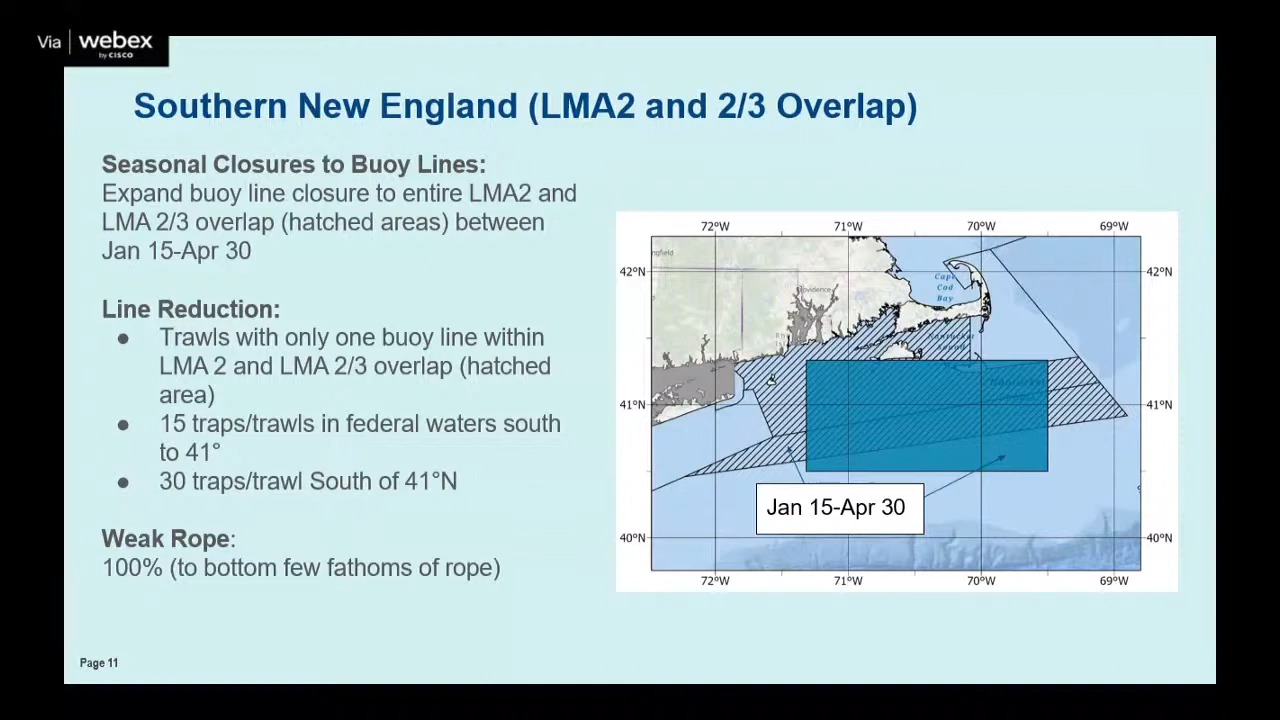 Via webex
by CISCO
Southern New England (LMA2 and 2/3 Overlap)
Seasonal Closures to Buoy Lines:
Expand buoy line closure to entire LMA2 and
LMA 2/3 overlap (hatched areas) between
Jan 15-Apr 30
Line Reduction:
● Trawls with only one buoy line within
LMA 2 and LMA 2/3 overlap (hatched
area)
● 15 traps/trawls in federal waters south
to 41°
● 30 traps/trawl South of 41°N
Weak Rope:
100% (to bottom few fathoms of rope)
72°W 71°W 70°W 69°W
ngfield
42°N 42°N
Cape
Cod
Bay
Providence
Nantucket
Sound
Nantucket
41°N 41°N
Jan 15-Apr 30
40°N 40°N
72°W 71°W 70°W 69°W
Page 11